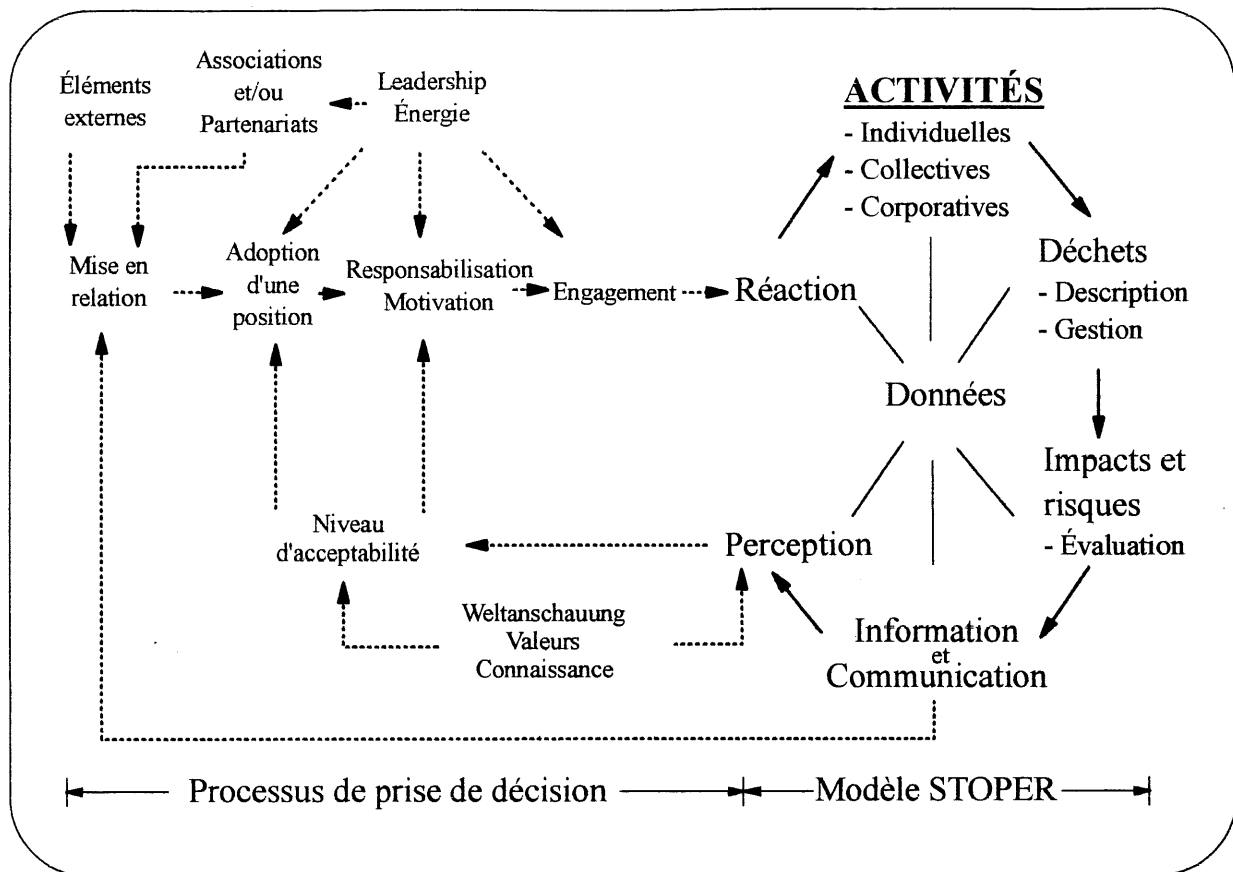 Éléments
externes
Associations
et/ou
Partenariats
Leadership
Énergie
ACTIVITÉS
- Individuelles
- Collectives
- Corporatives
Mise en
relation
Adoption
d'une
position
Responsabilisation
Motivation
Engagement
Réaction
Déchets
- Description
- Gestion
Données
Impacts et
risques
- Évaluation
Niveau
d'acceptabilité
Perception
Weltanschauung
Valeurs
Connaissance
Information
et
Communication
Processus de prise de décision
Modèle STOPER